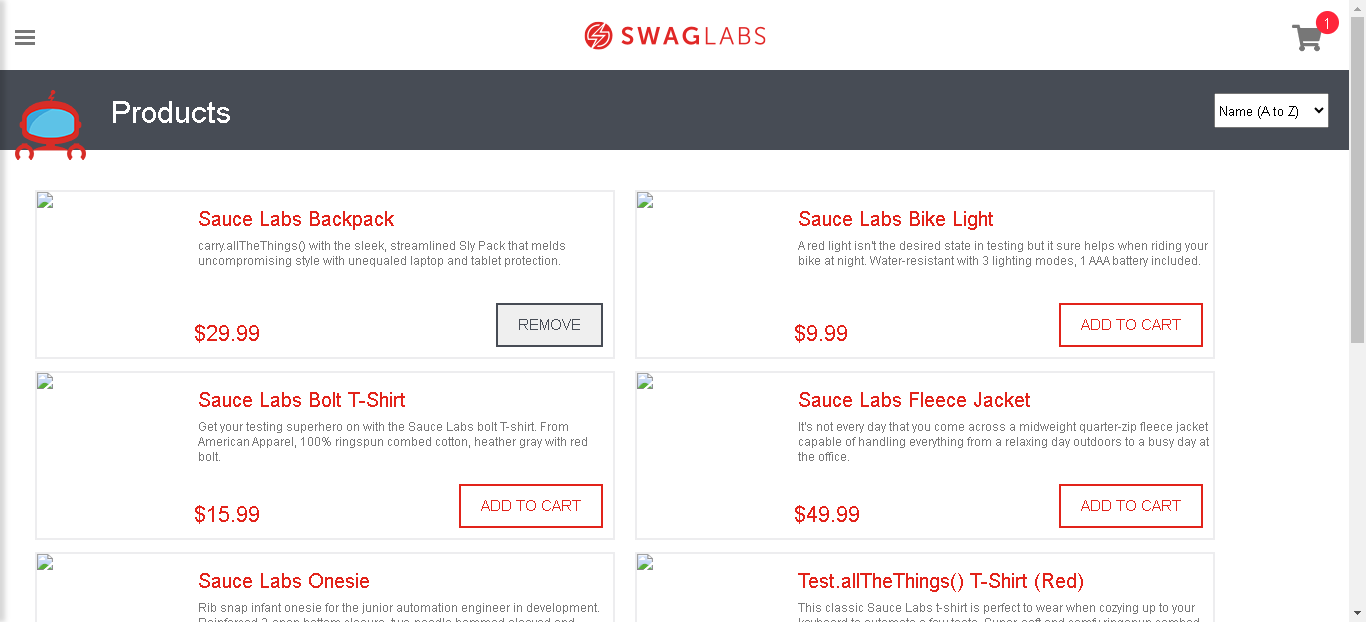 SWAGLABS
1
Products
Name (A to Z)
Sauce Labs Backpack
carry.allTheThings() with the sleek, streamlined Sly Pack that melds
uncompromising style with unequaled laptop and tablet protection.
$29.99
REMOVE
Sauce Labs Bike Light
A red light isn't the desired state in testing but it sure helps when riding your
bike at night. Water-resistant with 3 lighting modes, 1 AAA battery included.
$9.99
ADD TO CART
Sauce Labs Bolt T-Shirt
Get your testing superhero on with the Sauce Labs bolt T-shirt. From
American Apparel, 100% ringspun combed cotton, heather gray with red
bolt.
$15.99
ADD TO CART
Sauce Labs Fleece Jacket
It's not every day that you come across a midweight quarter-zip fleece jacket
capable of handling everything from a relaxing day outdoors to a busy day at
the office.
$49.99
ADD TO CART
Sauce Labs Onesie
Rib snap infant onesie for the junior automation engineer in development.
Test.allTheThings() T-Shirt (Red)
This classic Sauce Labs t-shirt is perfect to wear when cozying up to your